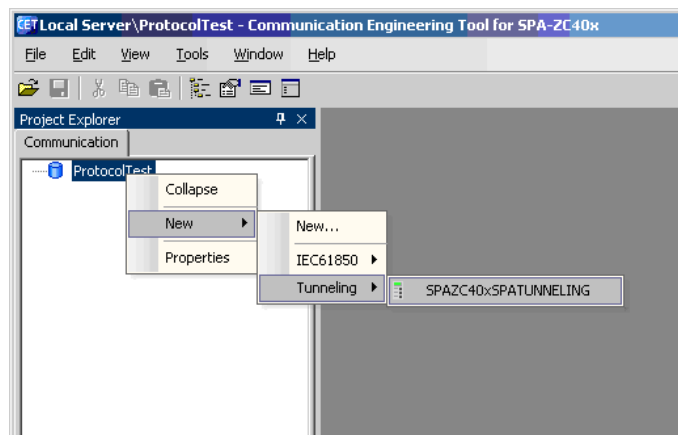 CET Local Server\ProtocolTest - Communication Engineering Tool for SPA-ZC40x
File Edit View Tools Window Help
Project Explorer
Communication
ProtocolTest
Collapse
New
Properties
New...
IEC61850
Tunneling
SPAZC40xSPATUNNELING